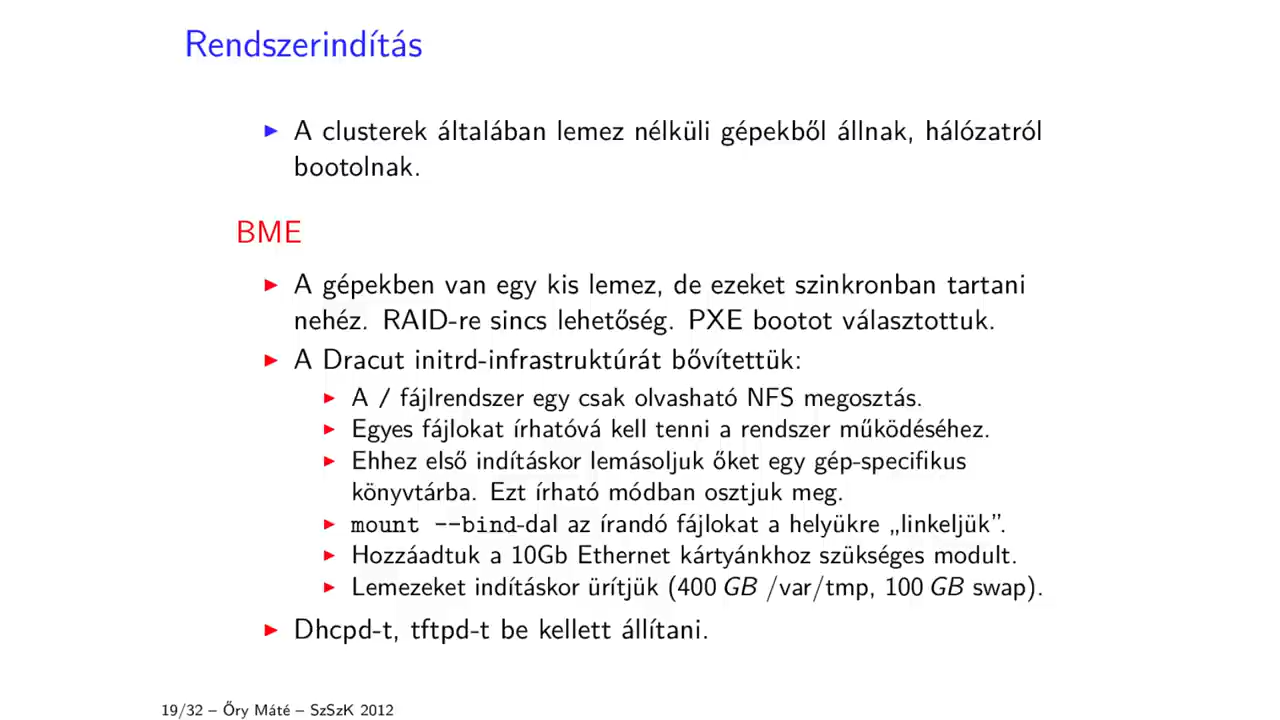 Rendszerindítás
A clusterek általában lemez nélküli gépekből állnak, hálózatról
bootolnak.
BME
A gépekben van egy kis lemez, de ezeket szinkronban tartani
nehéz. RAID-re sincs lehetőség. PXE bootot választottuk.
A Dracut initrd-infrastruktúrát bővítettük:
A / fájlrendszer egy csak olvasható NFS megosztás.
Egyes fájlokat írhatóvá kell tenni a rendszer működéséhez.
Ehhez első indításkor lemásoljuk őket egy gép-specifikus
könyvtárba. Ezt írható módban osztjuk meg.
mount --bind-dal az írandó fájlokat a helyükre „linkeljük”.
Hozzáadtuk a 10Gb Ethernet kártyánkhoz szükséges modult.
Lemezeket indításkor ürítjük (400 GB /var/tmp, 100 GB swap).
Dhcpd-t, tftpd-t be kellett állítani.
19/32 – Őry Máté – SzSzK 2012